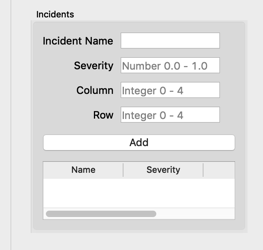 Incidents
Incident Name
Severity Number 0.0 - 1.0
Column Integer 0 - 4
Row Integer 0 - 4
Add
Name Severity